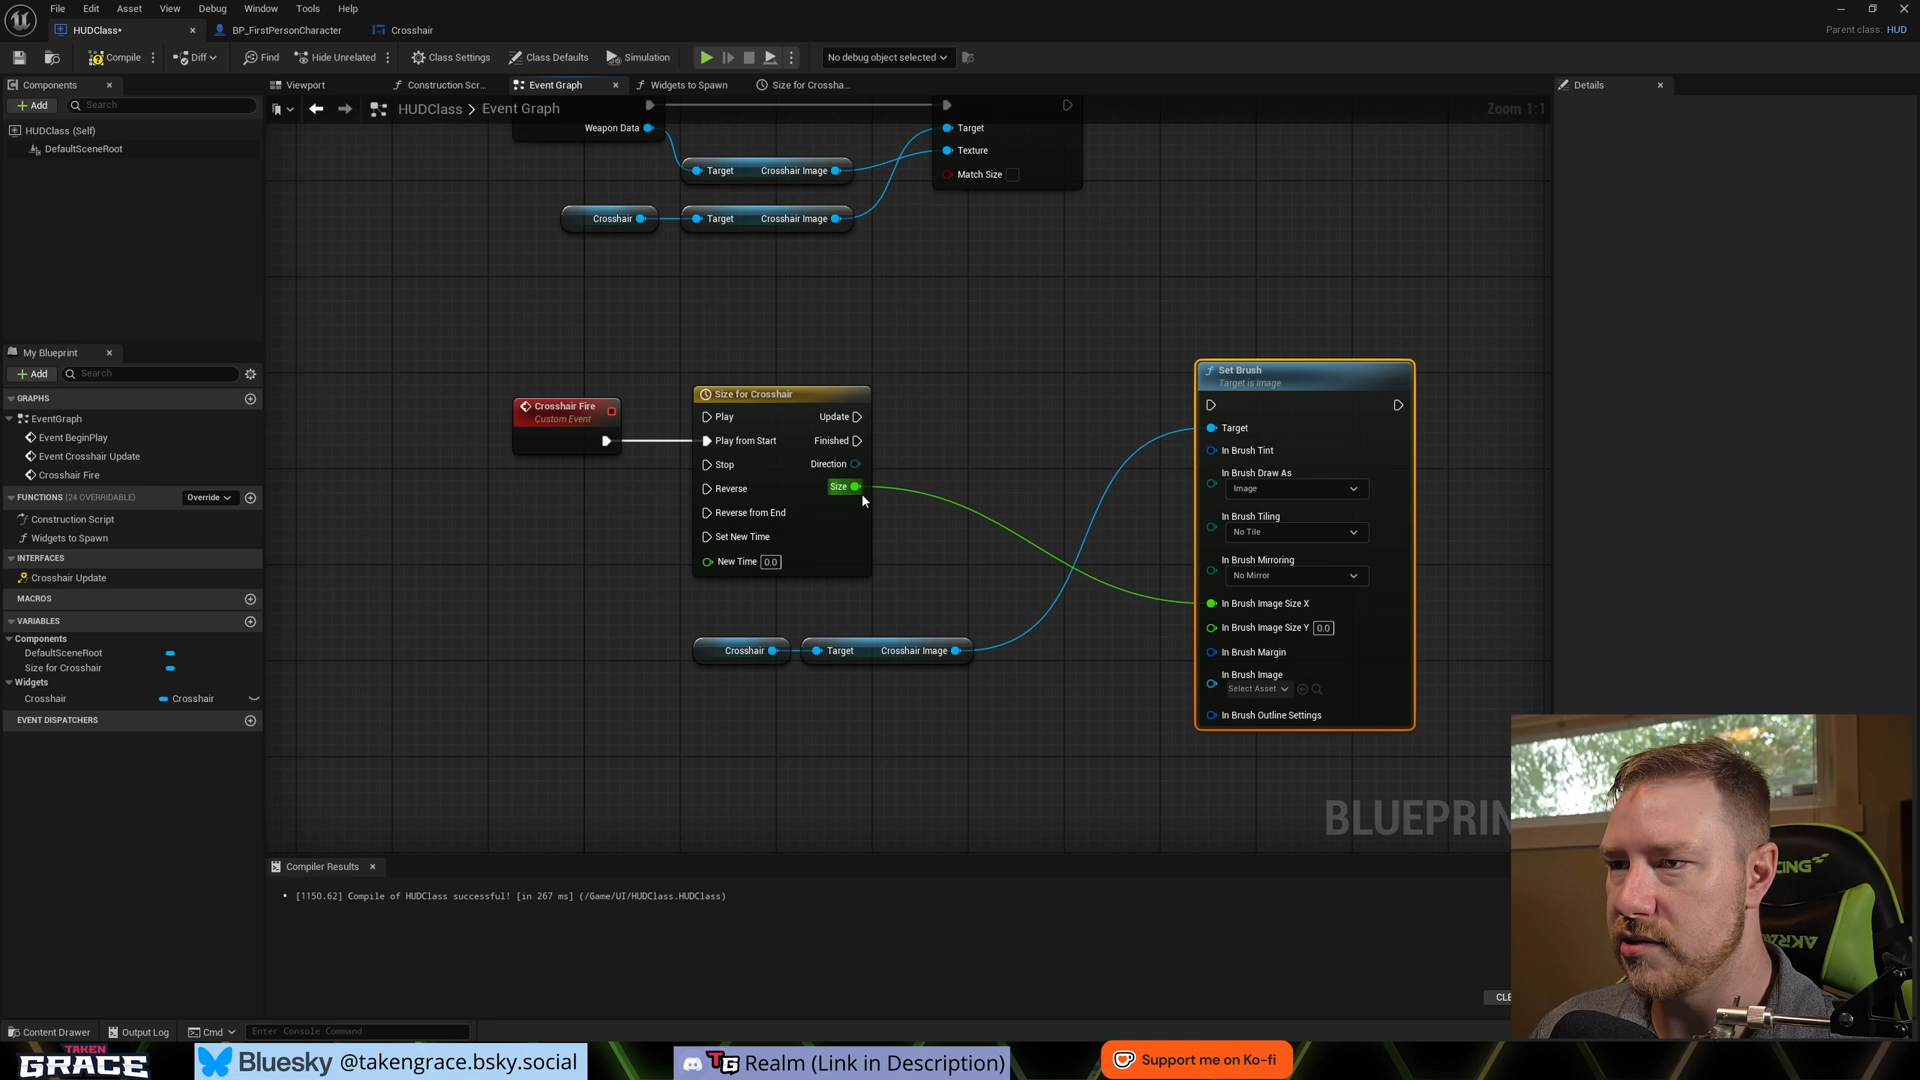 File Edit Asset View Debug Window Tools Help
HUDClass• BP_FirstPersonCharacter Crosshair
Parent class: HUD
Compile Diff Find Hide Unrelated Class Settings Class Defaults Simulation No debug object selected
Components
Add Search
HUDClass (Self)
DefaultSceneRoot
Viewport Construction Scr... Event Graph Widgets to Spawn Size for Crossha...
Details
HUDClass > Event Graph
Zoom 1:1
Weapon Data
Target Crosshair Image
Crosshair
Target Crosshair Image
Target
Texture
Match Size
My Blueprint
Add Search
GRAPHS
EventGraph
Event BeginPlay
Event Crosshair Update
Crosshair Fire
FUNCTIONS (24 OVERRIDABLE) Override
Construction Script
Widgets to Spawn
INTERFACES
Crosshair Update
MACROS
VARIABLES
Components
DefaultSceneRoot
Size for Crosshair
Widgets
Crosshair Crosshair
EVENT DISPATCHERS
Crosshair Fire
Custom Event
Size for Crosshair
Play Update
Play from Start Finished
Stop Direction
Reverse Size
Reverse from End
Set New Time
New Time 0.0
Crosshair
Target Crosshair Image
Set Brush
Target is Image
Target
In Brush Tint
In Brush Draw As
Image
In Brush Tiling
No Tile
In Brush Mirroring
No Mirror
In Brush Image Size X
In Brush Image Size Y 0.0
In Brush Margin
In Brush Image
Select Asset
In Brush Outline Settings
BLUEPRIN
Compiler Results
• [1150.62] Compile of HUDClass successful! [in 267 ms] (/Game/UI/HUDClass.HUDClass)
CLE
Content Drawer Output Log Cmd Enter Console Command
TAKEN
GRACE
Bluesky @takengrace.bsky.social
TG Realm (Link in Description)
Support me on Ko-fi